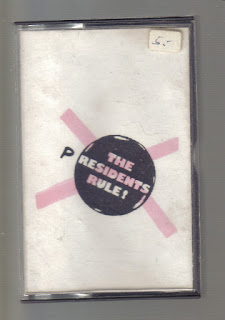 5.-
THE
P RESIDENTS
RULE!